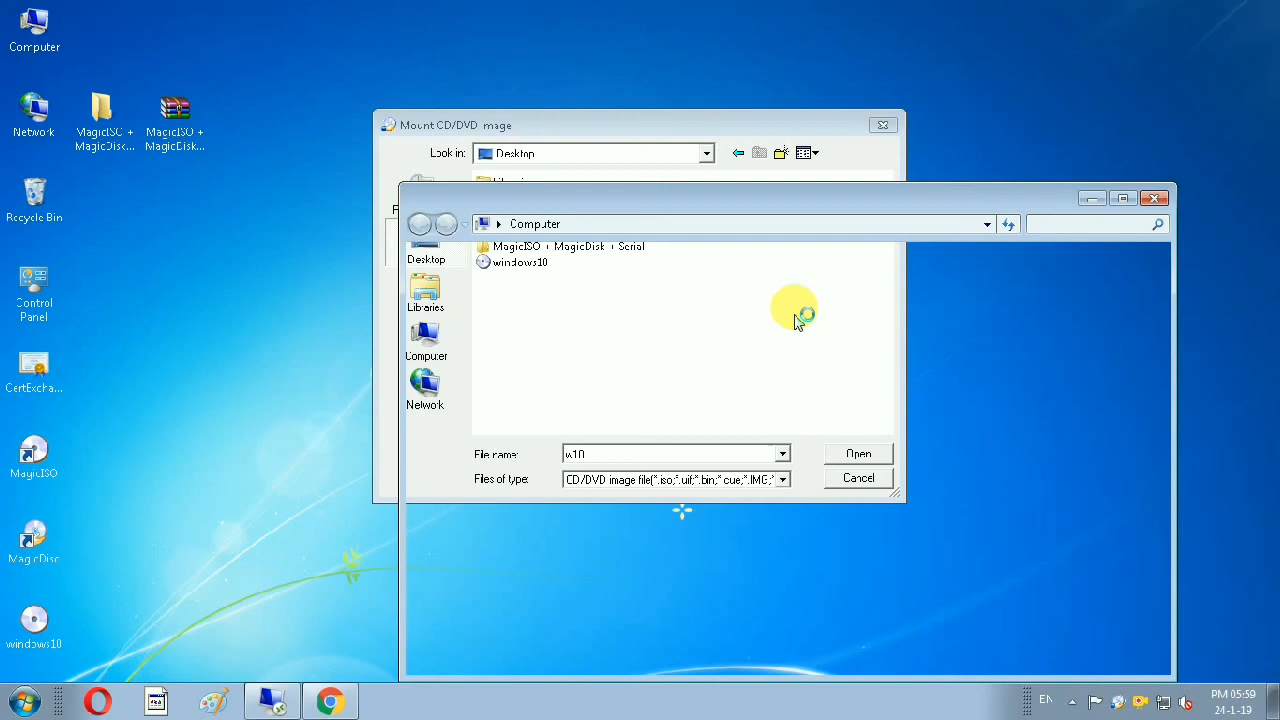 Computer
Network
MagicISO +
MagicDisk...
MagicISO +
MagicDisk...
Recycle Bin
Control
Panel
CertExcha...
MagicISO
MagicDisc
windows10
Mount CD/DVD image
Look in:
Desktop
Computer
Desktop
Libraries
Computer
Network
MagicISO + MagicDisk + Serial
windows10
File name
w10
Open
Files of type:
CD/DVD image file(*.iso,*.uif,*.bin,*.cue,*.IMG,*
Cancel
EN
PM 05:59
24-1-19